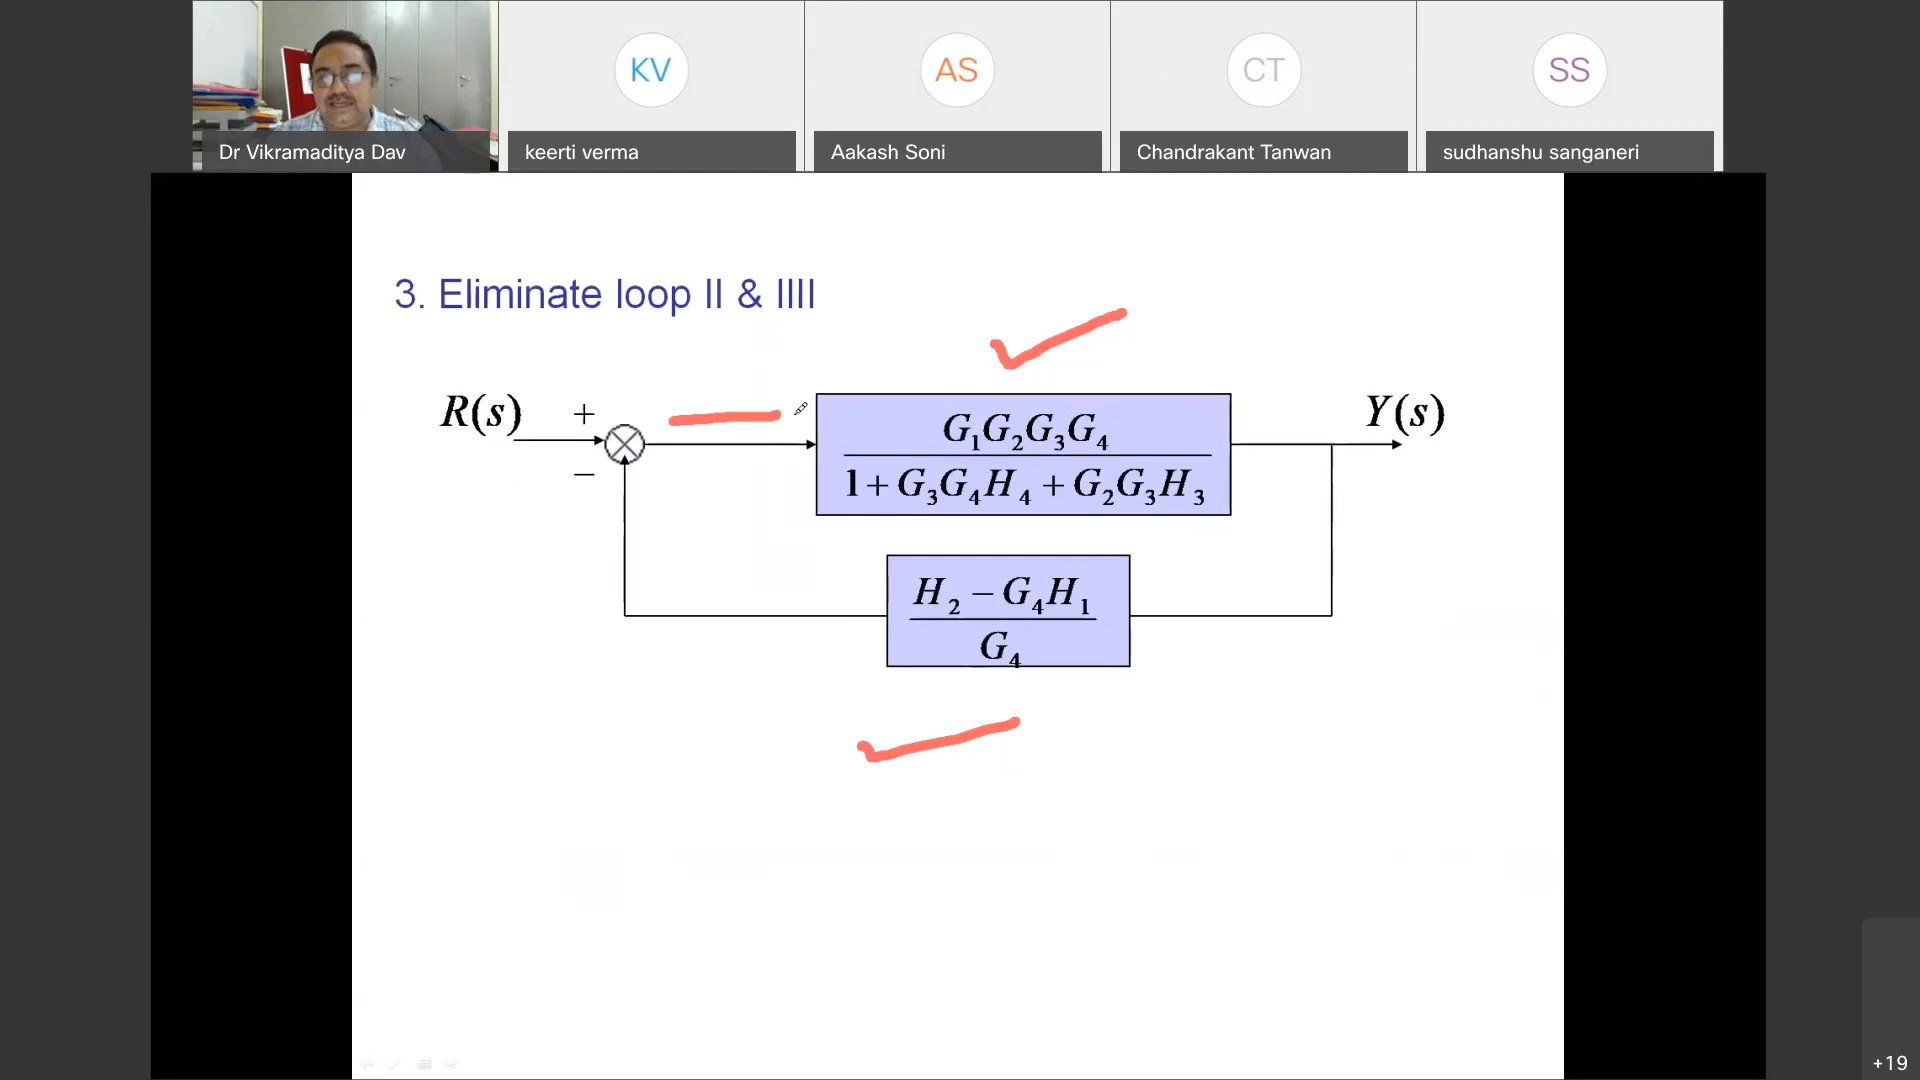 KV
AS
CT
SS
Dr Vikramaditya Dav
keerti verma
Aakash Soni
Chandrakant Tanwan
sudhanshu sanganeri
3. Eliminate loop II & IIII
R(s)
+
−
G₁G₂G₃G₄
1 + G₃G₄H₄ + G₂G₃H₃
Y(s)
H₂ − G₄H₁
G₄
+19